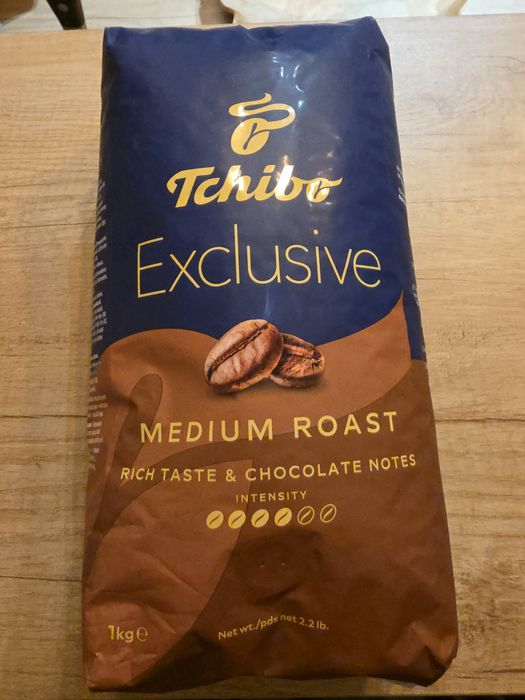 Tchibo
Exclusive
MEDIUM ROAST
RICH TASTE & CHOCOLATE NOTES
INTENSITY
1kg℮
Net wt./pds net 2.2 lb.